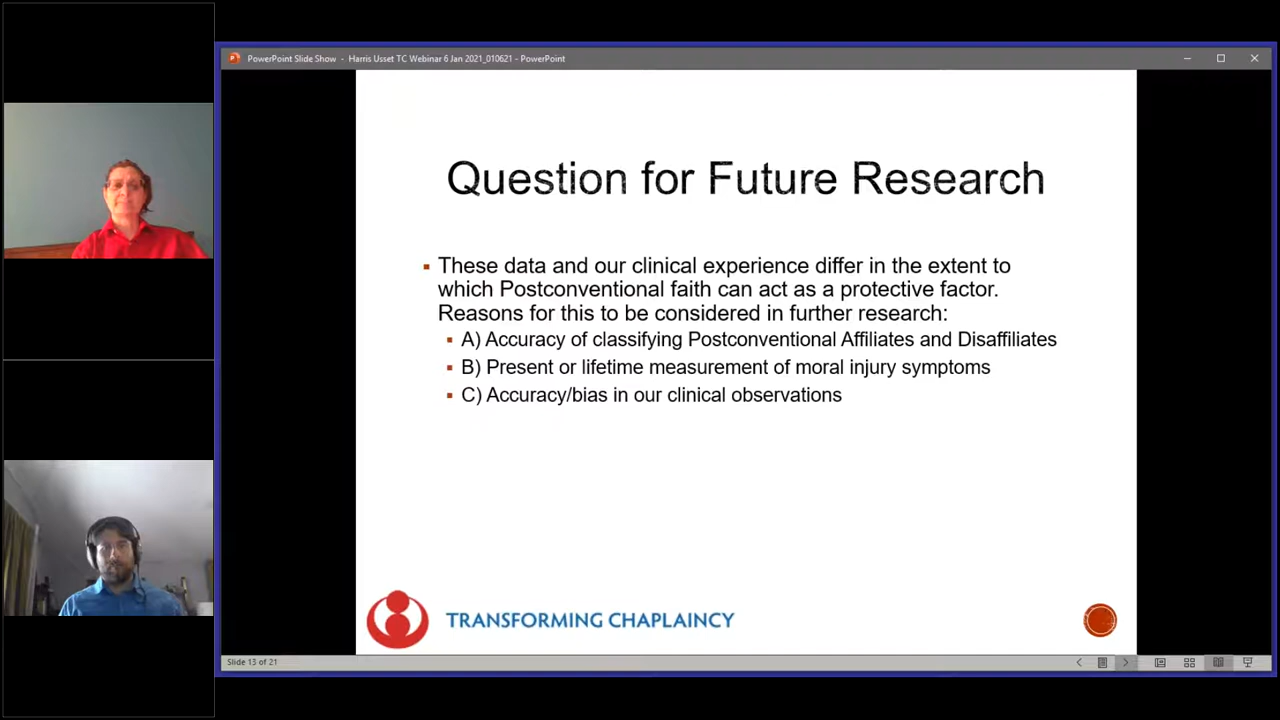 PowerPoint Slide Show - Harris Usset TC Webinar 6 Jan 2021_010621 - PowerPoint
Question for Future Research
These data and our clinical experience differ in the extent to
which Postconventional faith can act as a protective factor.
Reasons for this to be considered in further research:
A) Accuracy of classifying Postconventional Affiliates and Disaffiliates
B) Present or lifetime measurement of moral injury symptoms
C) Accuracy/bias in our clinical observations
TRANSFORMING CHAPLAINCY
Slide 13 of 21